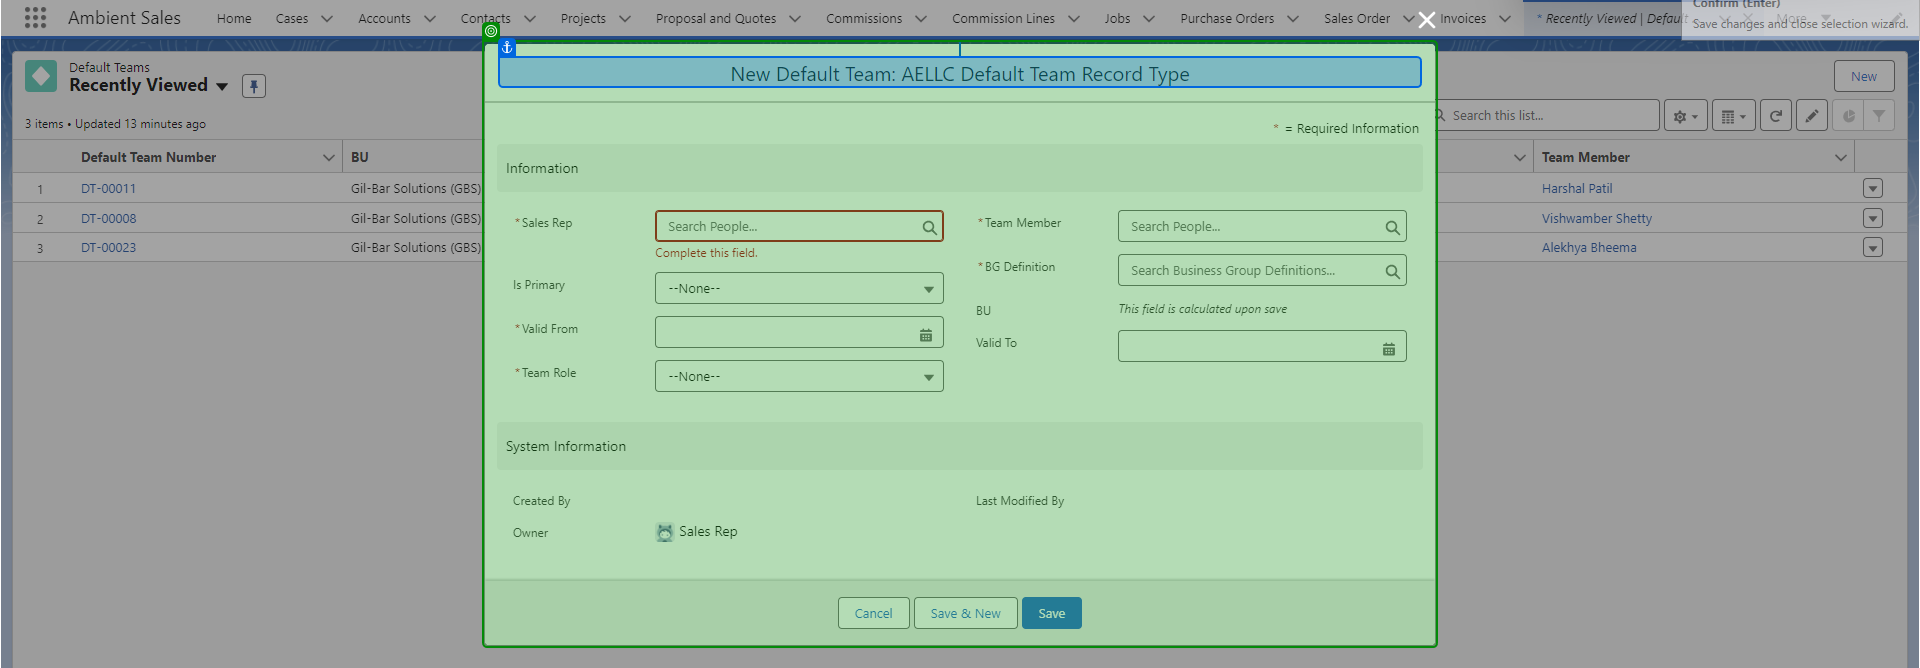 Ambient Sales Home Cases Accounts Contacts Projects Proposal and Quotes Commissions Commission Lines Jobs Purchase Orders Sales Order Invoices * Recently Viewed | Default More
Confirm (Enter)
Save changes and close selection wizard.
Default Teams
Recently Viewed
New
3 items • Updated 13 minutes ago
Search this list...
Default Team Number BU Team Member
1 DT-00011 Gil-Bar Solutions (GBS) Harshal Patil
2 DT-00008 Gil-Bar Solutions (GBS) Vishwamber Shetty
3 DT-00023 Gil-Bar Solutions (GBS) Alekhya Bheema
New Default Team: AELLC Default Team Record Type
* = Required Information
Information
*Sales Rep Search People...
Complete this field.
*Team Member Search People...
Is Primary --None--
*BG Definition Search Business Group Definitions...
*Valid From
BU This field is calculated upon save
*Team Role --None--
Valid To
System Information
Created By
Last Modified By
Owner Sales Rep
Cancel Save & New Save